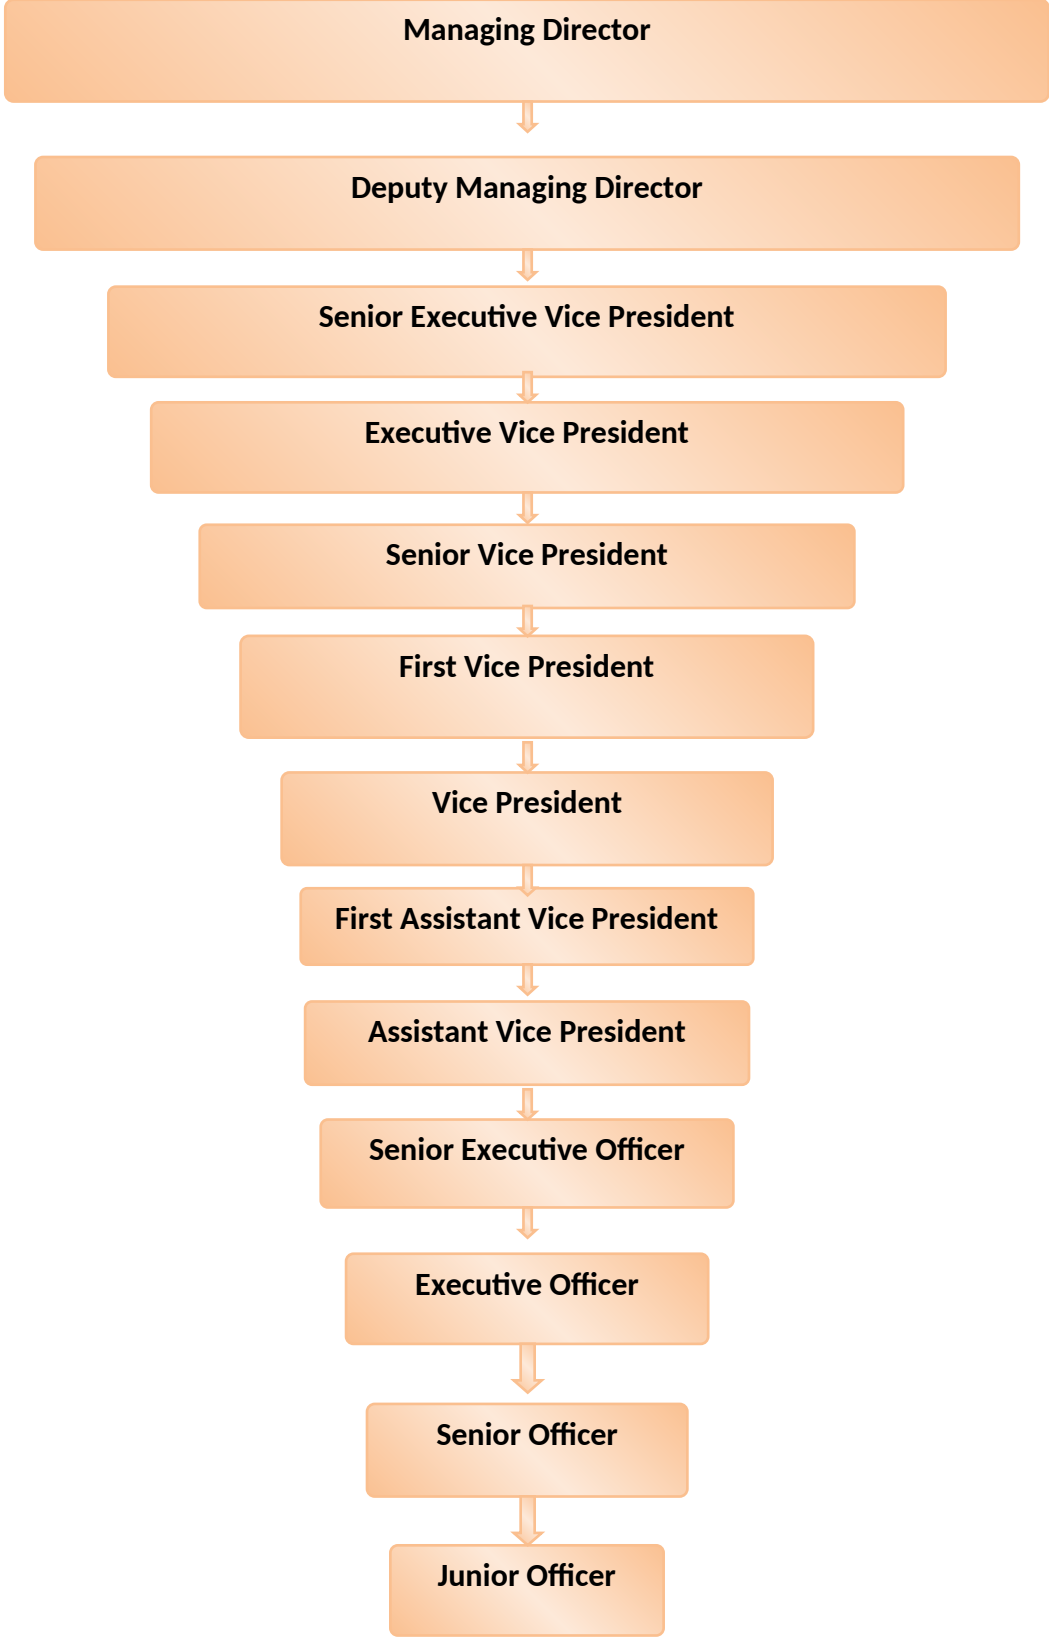 Managing Director
Deputy Managing Director
Senior Executive Vice President
Executive Vice President
Senior Vice President
First Vice President
Vice President
First Assistant Vice President
Assistant Vice President
Senior Executive Officer
Executive Officer
Senior Officer
Junior Officer